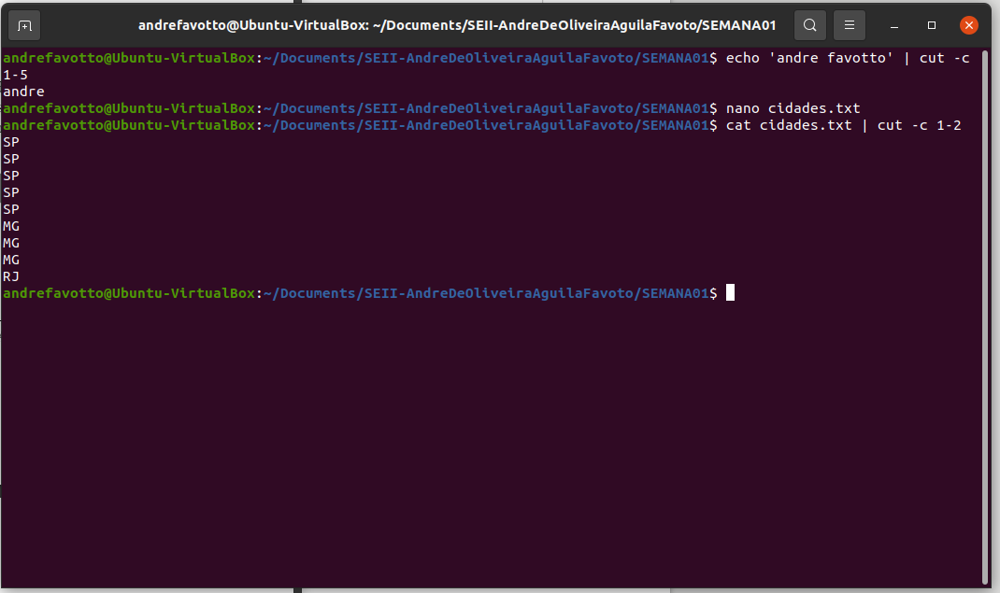 andrefavotto@Ubuntu-VirtualBox: ~/Documents/SEII-AndreDeOliveiraAguilaFavoto/SEMANA01
andrefavotto@Ubuntu-VirtualBox:~/Documents/SEII-AndreDeOliveiraAguilaFavoto/SEMANA01$ echo 'andre favotto' | cut -c
1-5
andre
andrefavotto@Ubuntu-VirtualBox:~/Documents/SEII-AndreDeOliveiraAguilaFavoto/SEMANA01$ nano cidades.txt
andrefavotto@Ubuntu-VirtualBox:~/Documents/SEII-AndreDeOliveiraAguilaFavoto/SEMANA01$ cat cidades.txt | cut -c 1-2
SP
SP
SP
SP
SP
MG
MG
MG
RJ
andrefavotto@Ubuntu-VirtualBox:~/Documents/SEII-AndreDeOliveiraAguilaFavoto/SEMANA01$